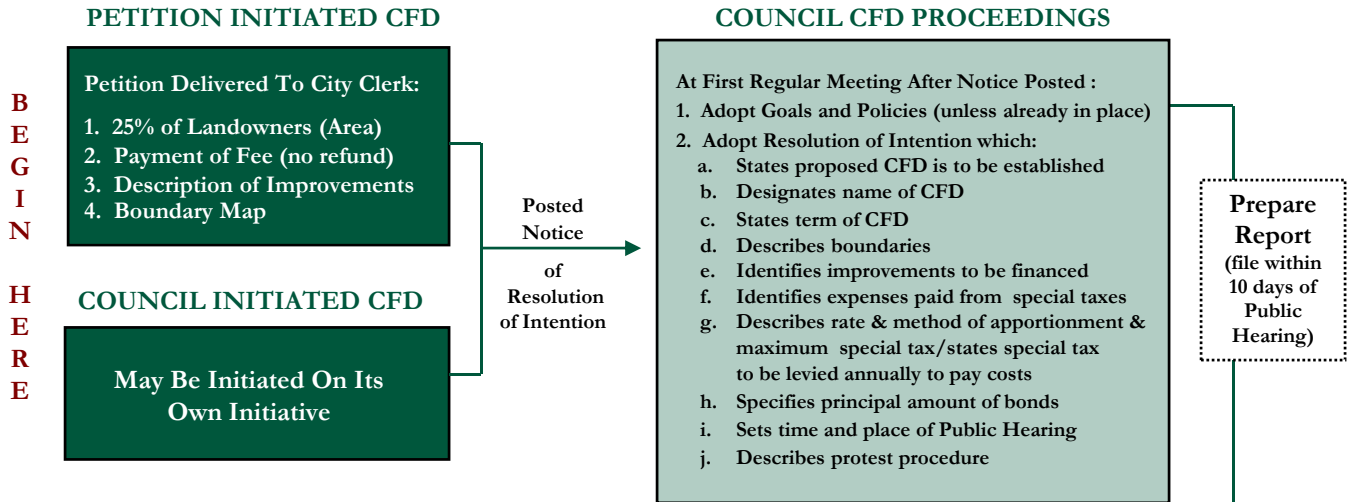 BEGIN HERE
PETITION INITIATED CFD
Petition Delivered To City Clerk:
1. 25% of Landowners (Area)
2. Payment of Fee (no refund)
3. Description of Improvements
4. Boundary Map
COUNCIL INITIATED CFD
May Be Initiated On Its
Own Initiative
Posted
Notice
of
Resolution
of Intention
COUNCIL CFD PROCEEDINGS
At First Regular Meeting After Notice Posted :
1. Adopt Goals and Policies (unless already in place)
2. Adopt Resolution of Intention which:
a. States proposed CFD is to be established
b. Designates name of CFD
c. States term of CFD
d. Describes boundaries
e. Identifies improvements to be financed
f. Identifies expenses paid from special taxes
g. Describes rate & method of apportionment &
maximum special tax/states special tax
to be levied annually to pay costs
h. Specifies principal amount of bonds
i. Sets time and place of Public Hearing
j. Describes protest procedure
Prepare
Report
(file within
10 days of
Public
Hearing)